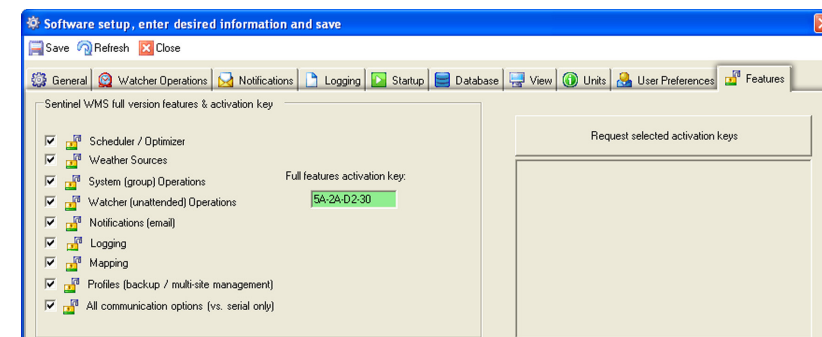 Software setup, enter desired information and save
Save Refresh Close
General Watcher Operations Notifications Logging Startup Database View Units User Preferences Features
Sentinel WMS full version features & activation key
Request selected activation keys
Scheduler / Optimizer
Weather Sources
Full features activation key:
System (group) Operations
5A-2A-D2-30
Watcher (unattended) Operations
Notifications (email)
Logging
Mapping
Profiles (backup / multi-site management)
All communication options (vs. serial only)